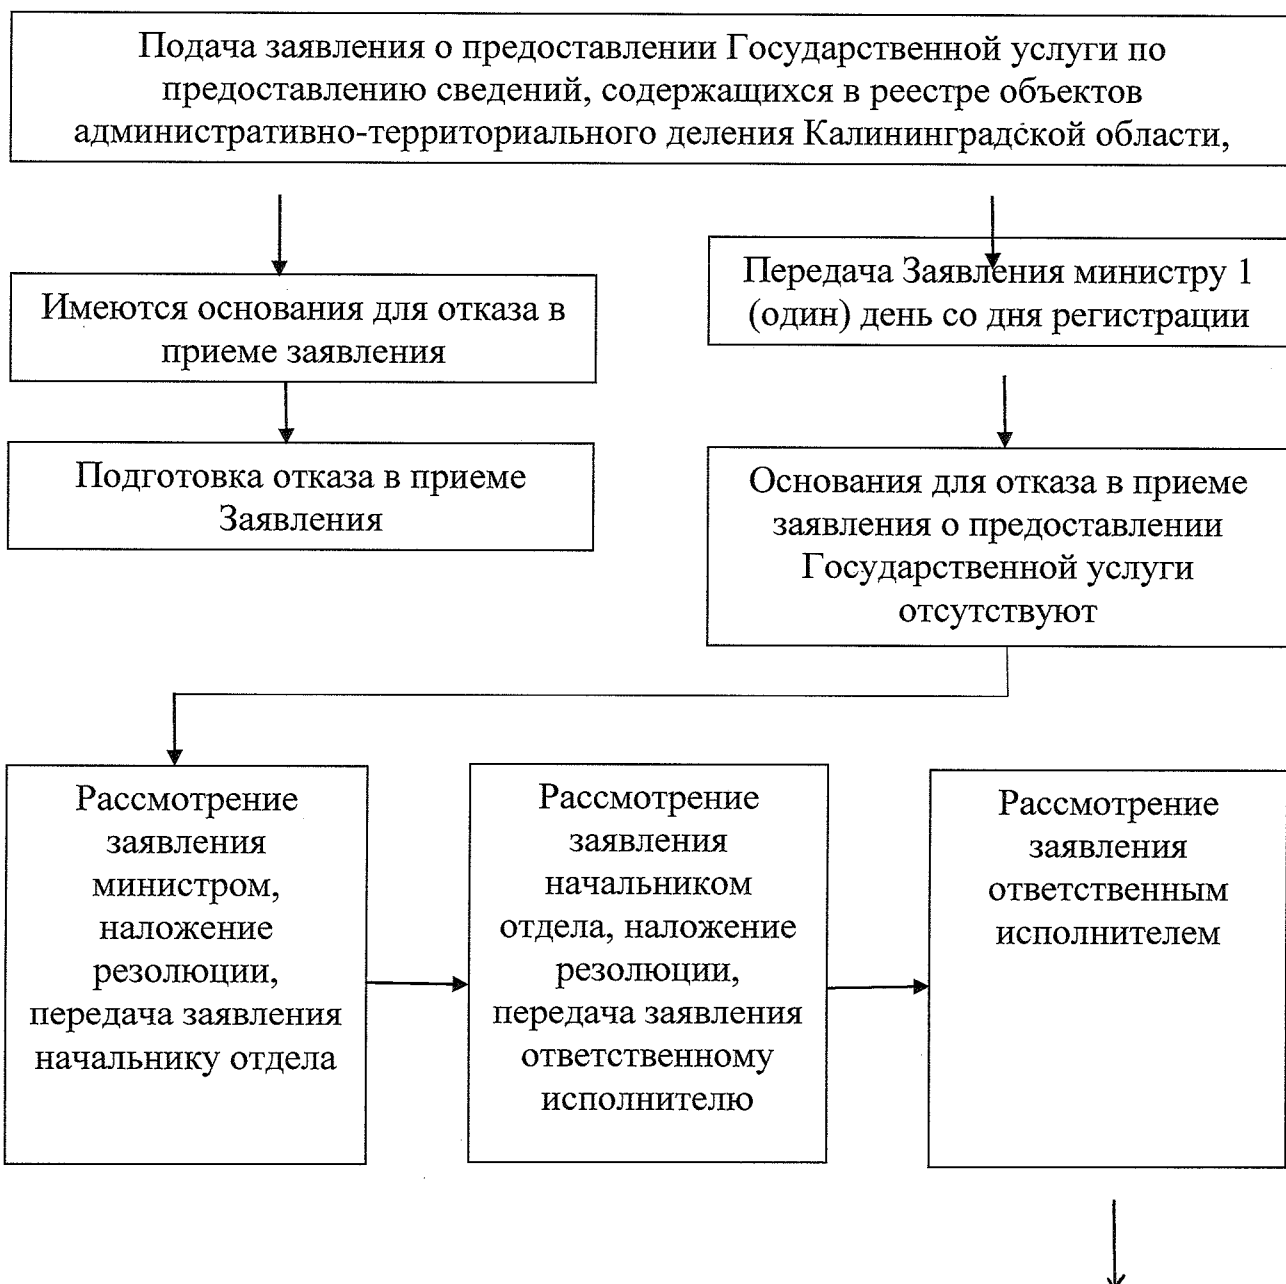 Подача заявления о предоставлении Государственной услуги по
предоставлению сведений, содержащихся в реестре объектов
административно-территориального деления Калининградской области,
Имеются основания для отказа в
приеме заявления
Подготовка отказа в приеме
Заявления
Передача Заявления министру 1
(один) день со дня регистрации
Основания для отказа в приеме
заявления о предоставлении
Государственной услуги
отсутствуют
Рассмотрение
заявления
министром,
наложение
резолюции,
передача заявления
начальнику отдела
Рассмотрение
заявления
начальником
отдела, наложение
резолюции,
передача заявления
ответственному
исполнителю
Рассмотрение
заявления
ответственным
исполнителем